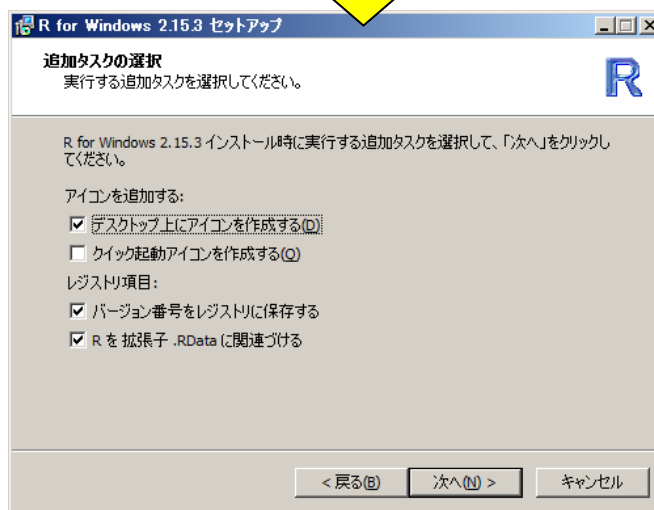 R for Windows 2.15.3 セットアップ
追加タスクの選択
実行する追加タスクを選択してください。
R
R for Windows 2.15.3 インストール時に実行する追加タスクを選択して、「次へ」をクリックし
てください。
アイコンを追加する:
デスクトップ上にアイコンを作成する(D)
クイック起動アイコンを作成する(Q)
レジストリ項目:
バージョン番号をレジストリに保存する
R を拡張子 .RData に関連づける
< 戻る(B)
次へ(N) >
キャンセル